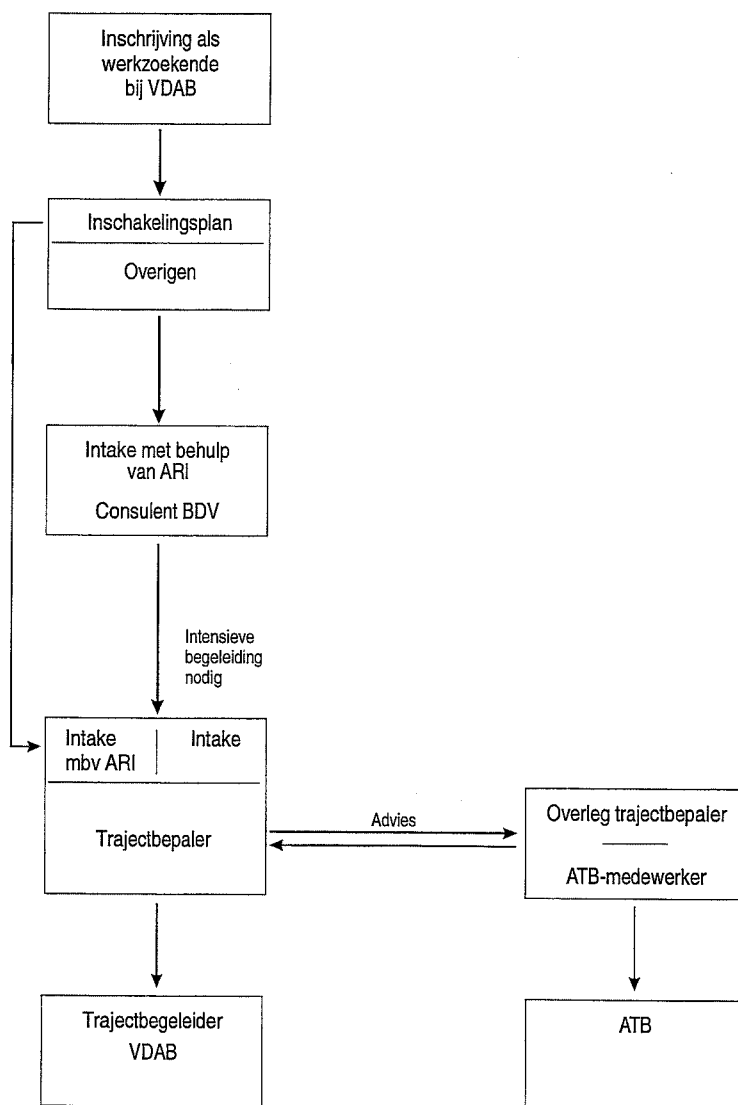 Inschrijving als
werkzoekende
bij VDAB
Inschakelingsplan
Overigen
Intake met behulp
van ARI
Consulent BDV
Intensieve
begeleiding
nodig
Intake
mbv ARI
Intake
Trajectbepaler
Advies
Overleg trajectbepaler
ATB-medewerker
Trajectbegeleider
VDAB
ATB